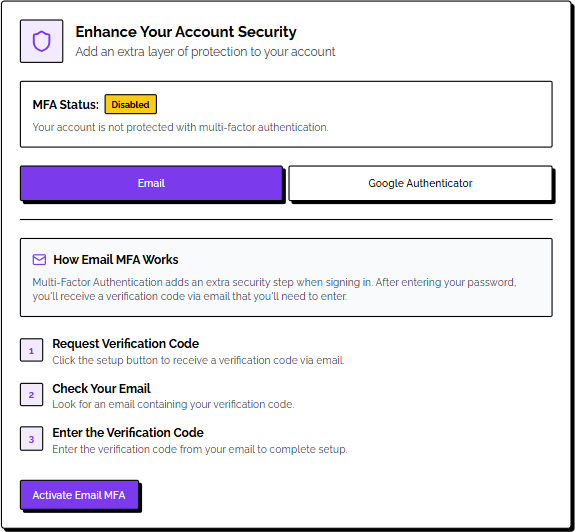 Enhance Your Account Security
Add an extra layer of protection to your account
MFA Status: Disabled
Your account is not protected with multi-factor authentication.
Email
Google Authenticator
How Email MFA Works
Multi-Factor Authentication adds an extra security step when signing in. After entering your password,
you'll receive a verification code via email that you'll need to enter.
1 Request Verification Code
Click the setup button to receive a verification code via email.
2 Check Your Email
Look for an email containing your verification code.
3 Enter the Verification Code
Enter the verification code from your email to complete setup.
Activate Email MFA